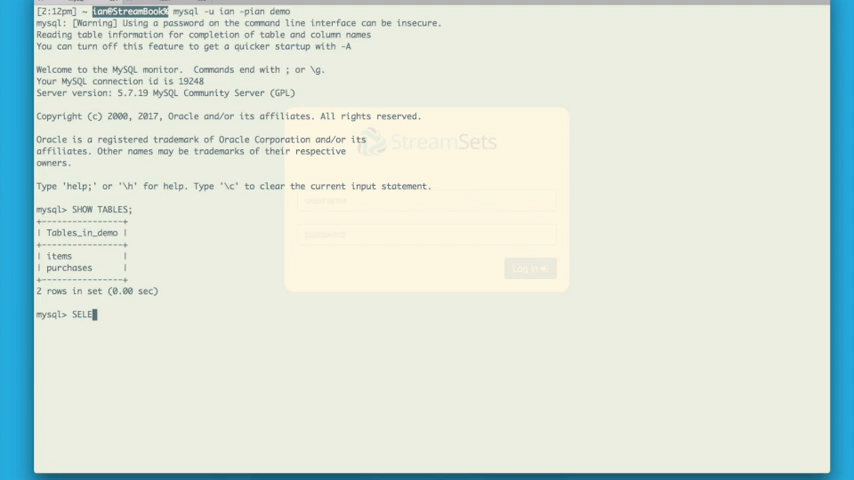 [2:12pm] ~ ian@StreamBook% mysql -u ian -pian demo
mysql: [Warning] Using a password on the command line interface can be insecure.
Reading table information for completion of table and column names
You can turn off this feature to get a quicker startup with -A
Welcome to the MySQL monitor.  Commands end with ; or \g.
Your MySQL connection id is 19248
Server version: 5.7.19 MySQL Community Server (GPL)
Copyright (c) 2000, 2017, Oracle and/or its affiliates. All rights reserved.
Oracle is a registered trademark of Oracle Corporation and/or its
affiliates. Other names may be trademarks of their respective
owners.
Type 'help;' or '\h' for help. Type '\c' to clear the current input statement.
mysql> SHOW TABLES;
+----------------+
| Tables_in_demo |
+----------------+
| items          |
| purchases      |
+----------------+
2 rows in set (0.00 sec)
mysql> SELE
StreamSets
username
password
Log in